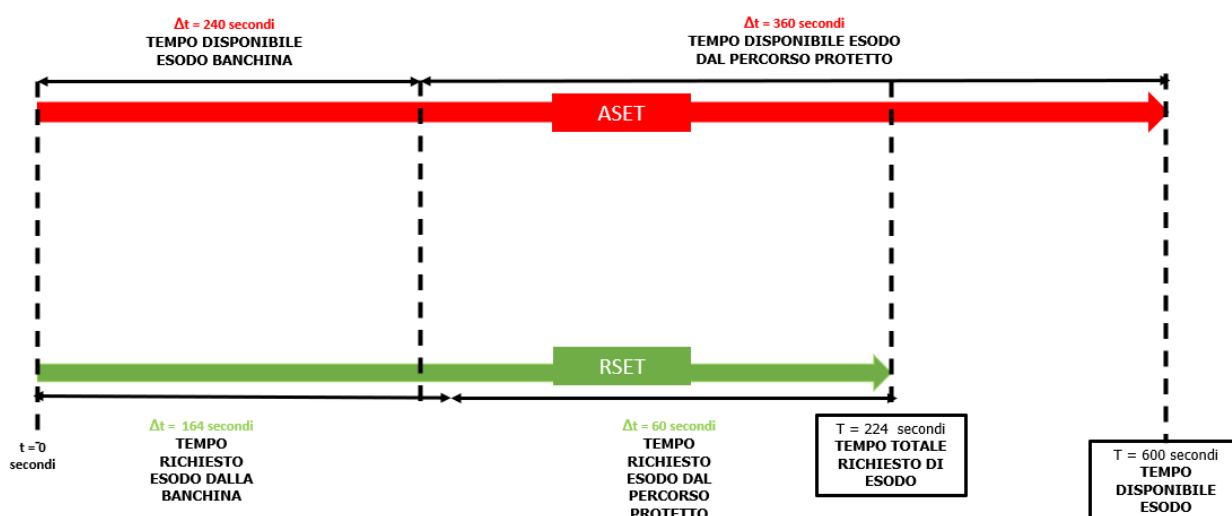 Δt = 240 secondi
TEMPO DISPONIBILE
ESODO BANCHINA
Δt = 360 secondi
TEMPO DISPONIBILE ESODO
DAL PERCORSO PROTETTO
ASET
RSET
t = 0
secondi
Δt = 164 secondi
TEMPO
RICHIESTO
ESODO DALLA
BANCHINA
Δt = 60 secondi
TEMPO
RICHIESTO
ESODO DAL
PERCORSO
PROTETTO
T = 224 secondi
TEMPO TOTALE
RICHIESTO DI
ESODO
T = 600 secondi
TEMPO
DISPONIBILE
ESODO